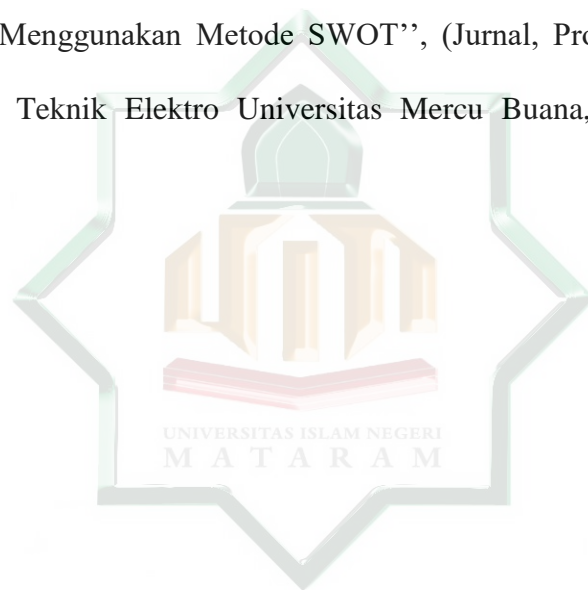 Menggunakan Metode SWOT’’, (Jurnal, Pro
Teknik Elektro Universitas Mercu Buana,
UNIVERSITAS ISLAM NEGERI
M A T A R A M